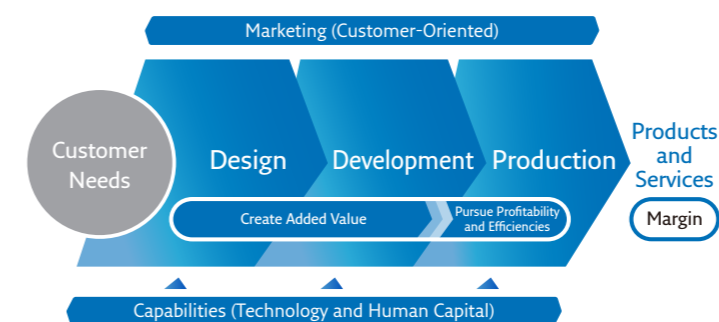 Marketing (Customer-Oriented)
Customer
Needs
Design
Development
Production
Products
and
Services
Create Added Value
Pursue Profitability
and Efficiencies
Margin
Capabilities (Technology and Human Capital)